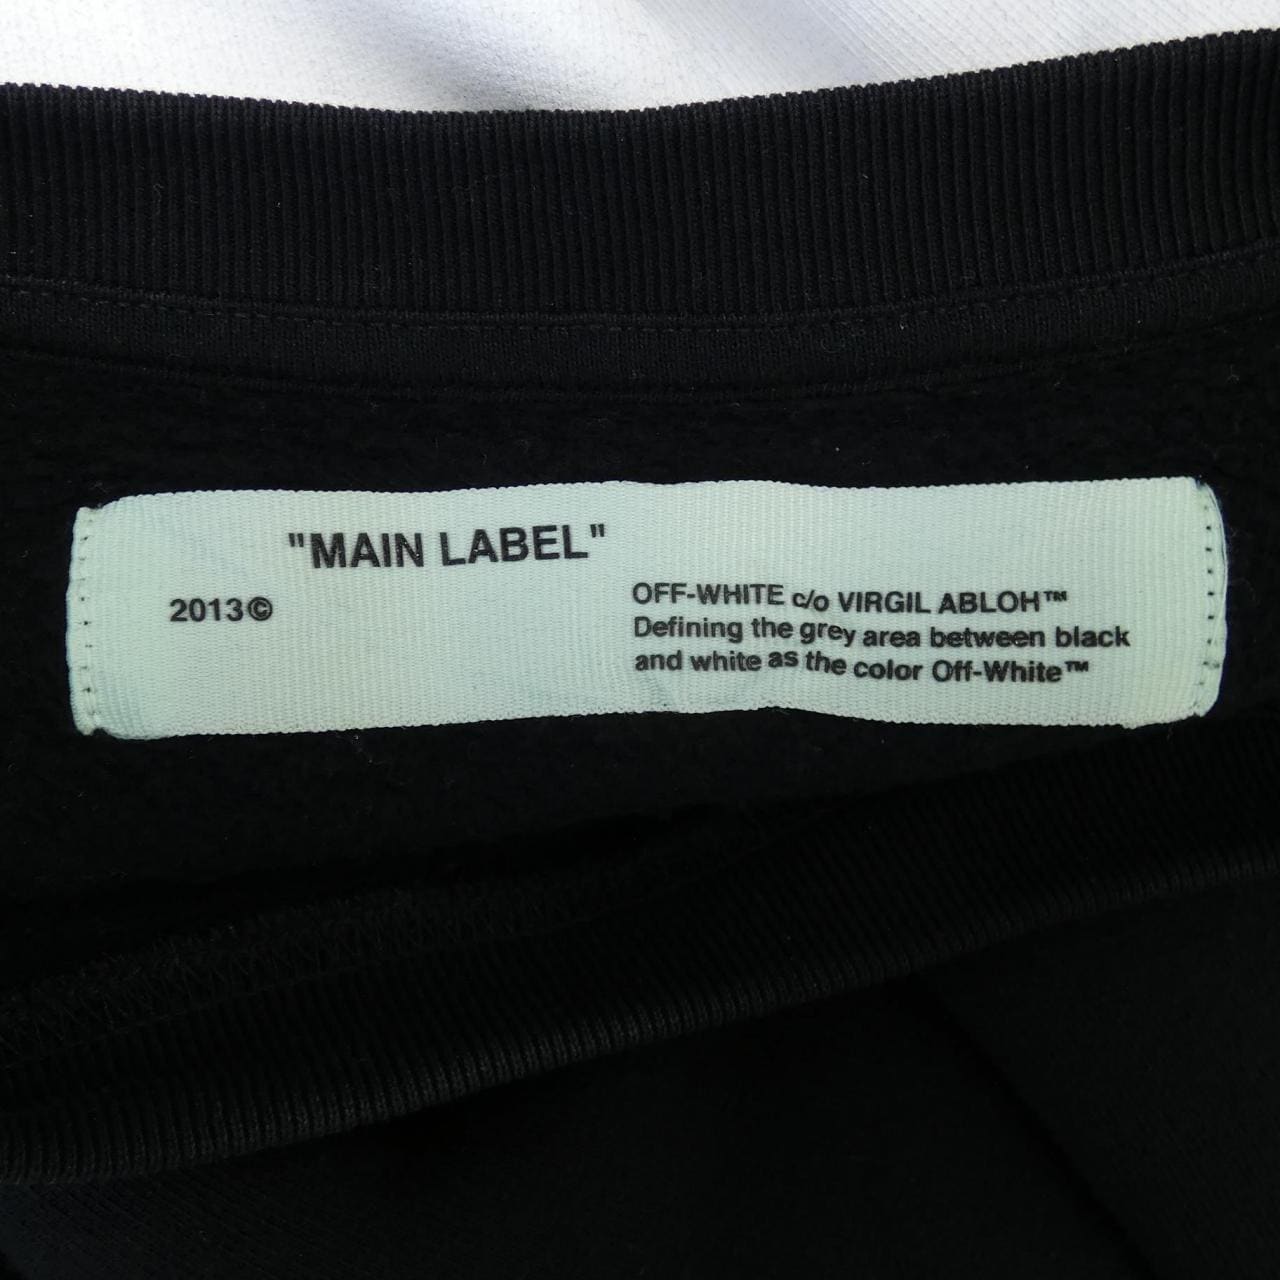 "MAIN LABEL"
2013©
OFF-WHITE c/o VIRGIL ABLOH™
Defining the grey area between black
and white as the color Off-White™